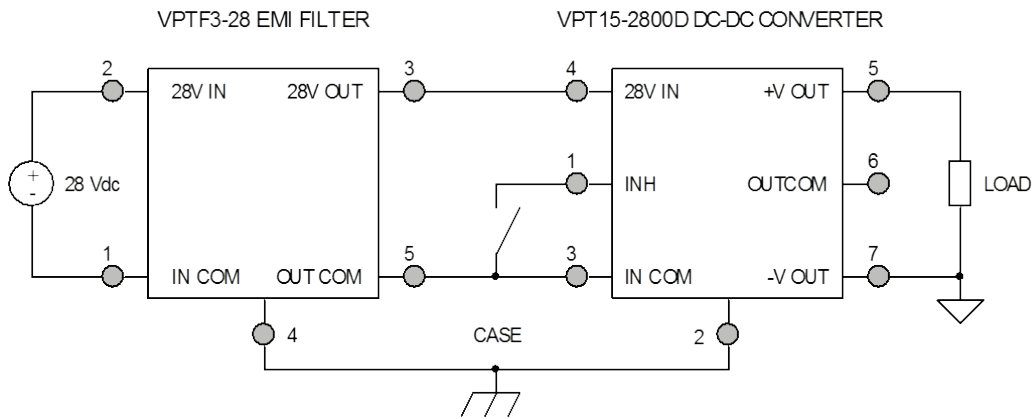 VPTF3-28 EMI FILTER
VPT15-2800D DC-DC CONVERTER
2
3
4
5
28V IN
28V OUT
28V IN
+V OUT
1
6
+
-
28 Vdc
INH
OUTCOM
LOAD
1
5
3
7
IN COM
OUT COM
IN COM
-V OUT
4
CASE
2